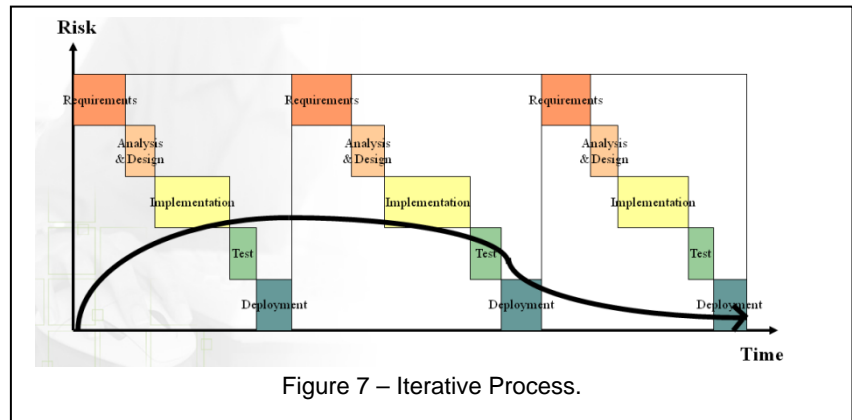 Risk
Requirements
Requirements
Requirements
Analysis
& Design
Analysis
& Design
Analysis
& Design
Implementation
Implementation
Implementation
Test
Test
Test
Deployment
Deployment
Deployment
Time
Figure 7 – Iterative Process.